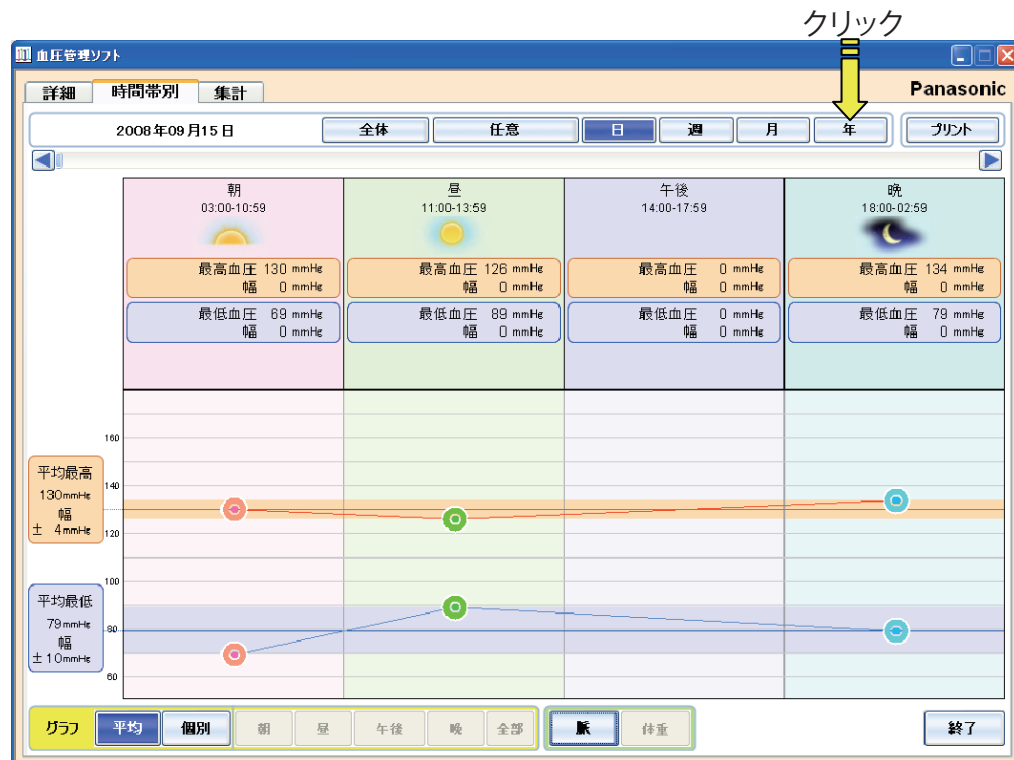 クリック
血圧管理ソフト
詳細 時間帯別 集計 Panasonic
2008年09月15日 全体 任意 日 週 月 年 プリント
朝 昼 午後 晩
03:00-10:59 11:00-13:59 14:00-17:59 18:00-02:59
最高血圧 130 mmHg 最高血圧 126 mmHg 最高血圧 0 mmHg 最高血圧 134 mmHg
幅 0 mmHg 幅 0 mmHg 幅 0 mmHg 幅 0 mmHg
最低血圧 69 mmHg 最低血圧 89 mmHg 最低血圧 0 mmHg 最低血圧 79 mmHg
幅 0 mmHg 幅 0 mmHg 幅 0 mmHg 幅 0 mmHg
160
平均最高
140
130mmHg
幅
± 4mmHg
120
100
平均最低
79mmHg
80
幅
±10mmHg
60
グラフ 平均 個別 朝 昼 午後 晩 全部 脈 体重 終了